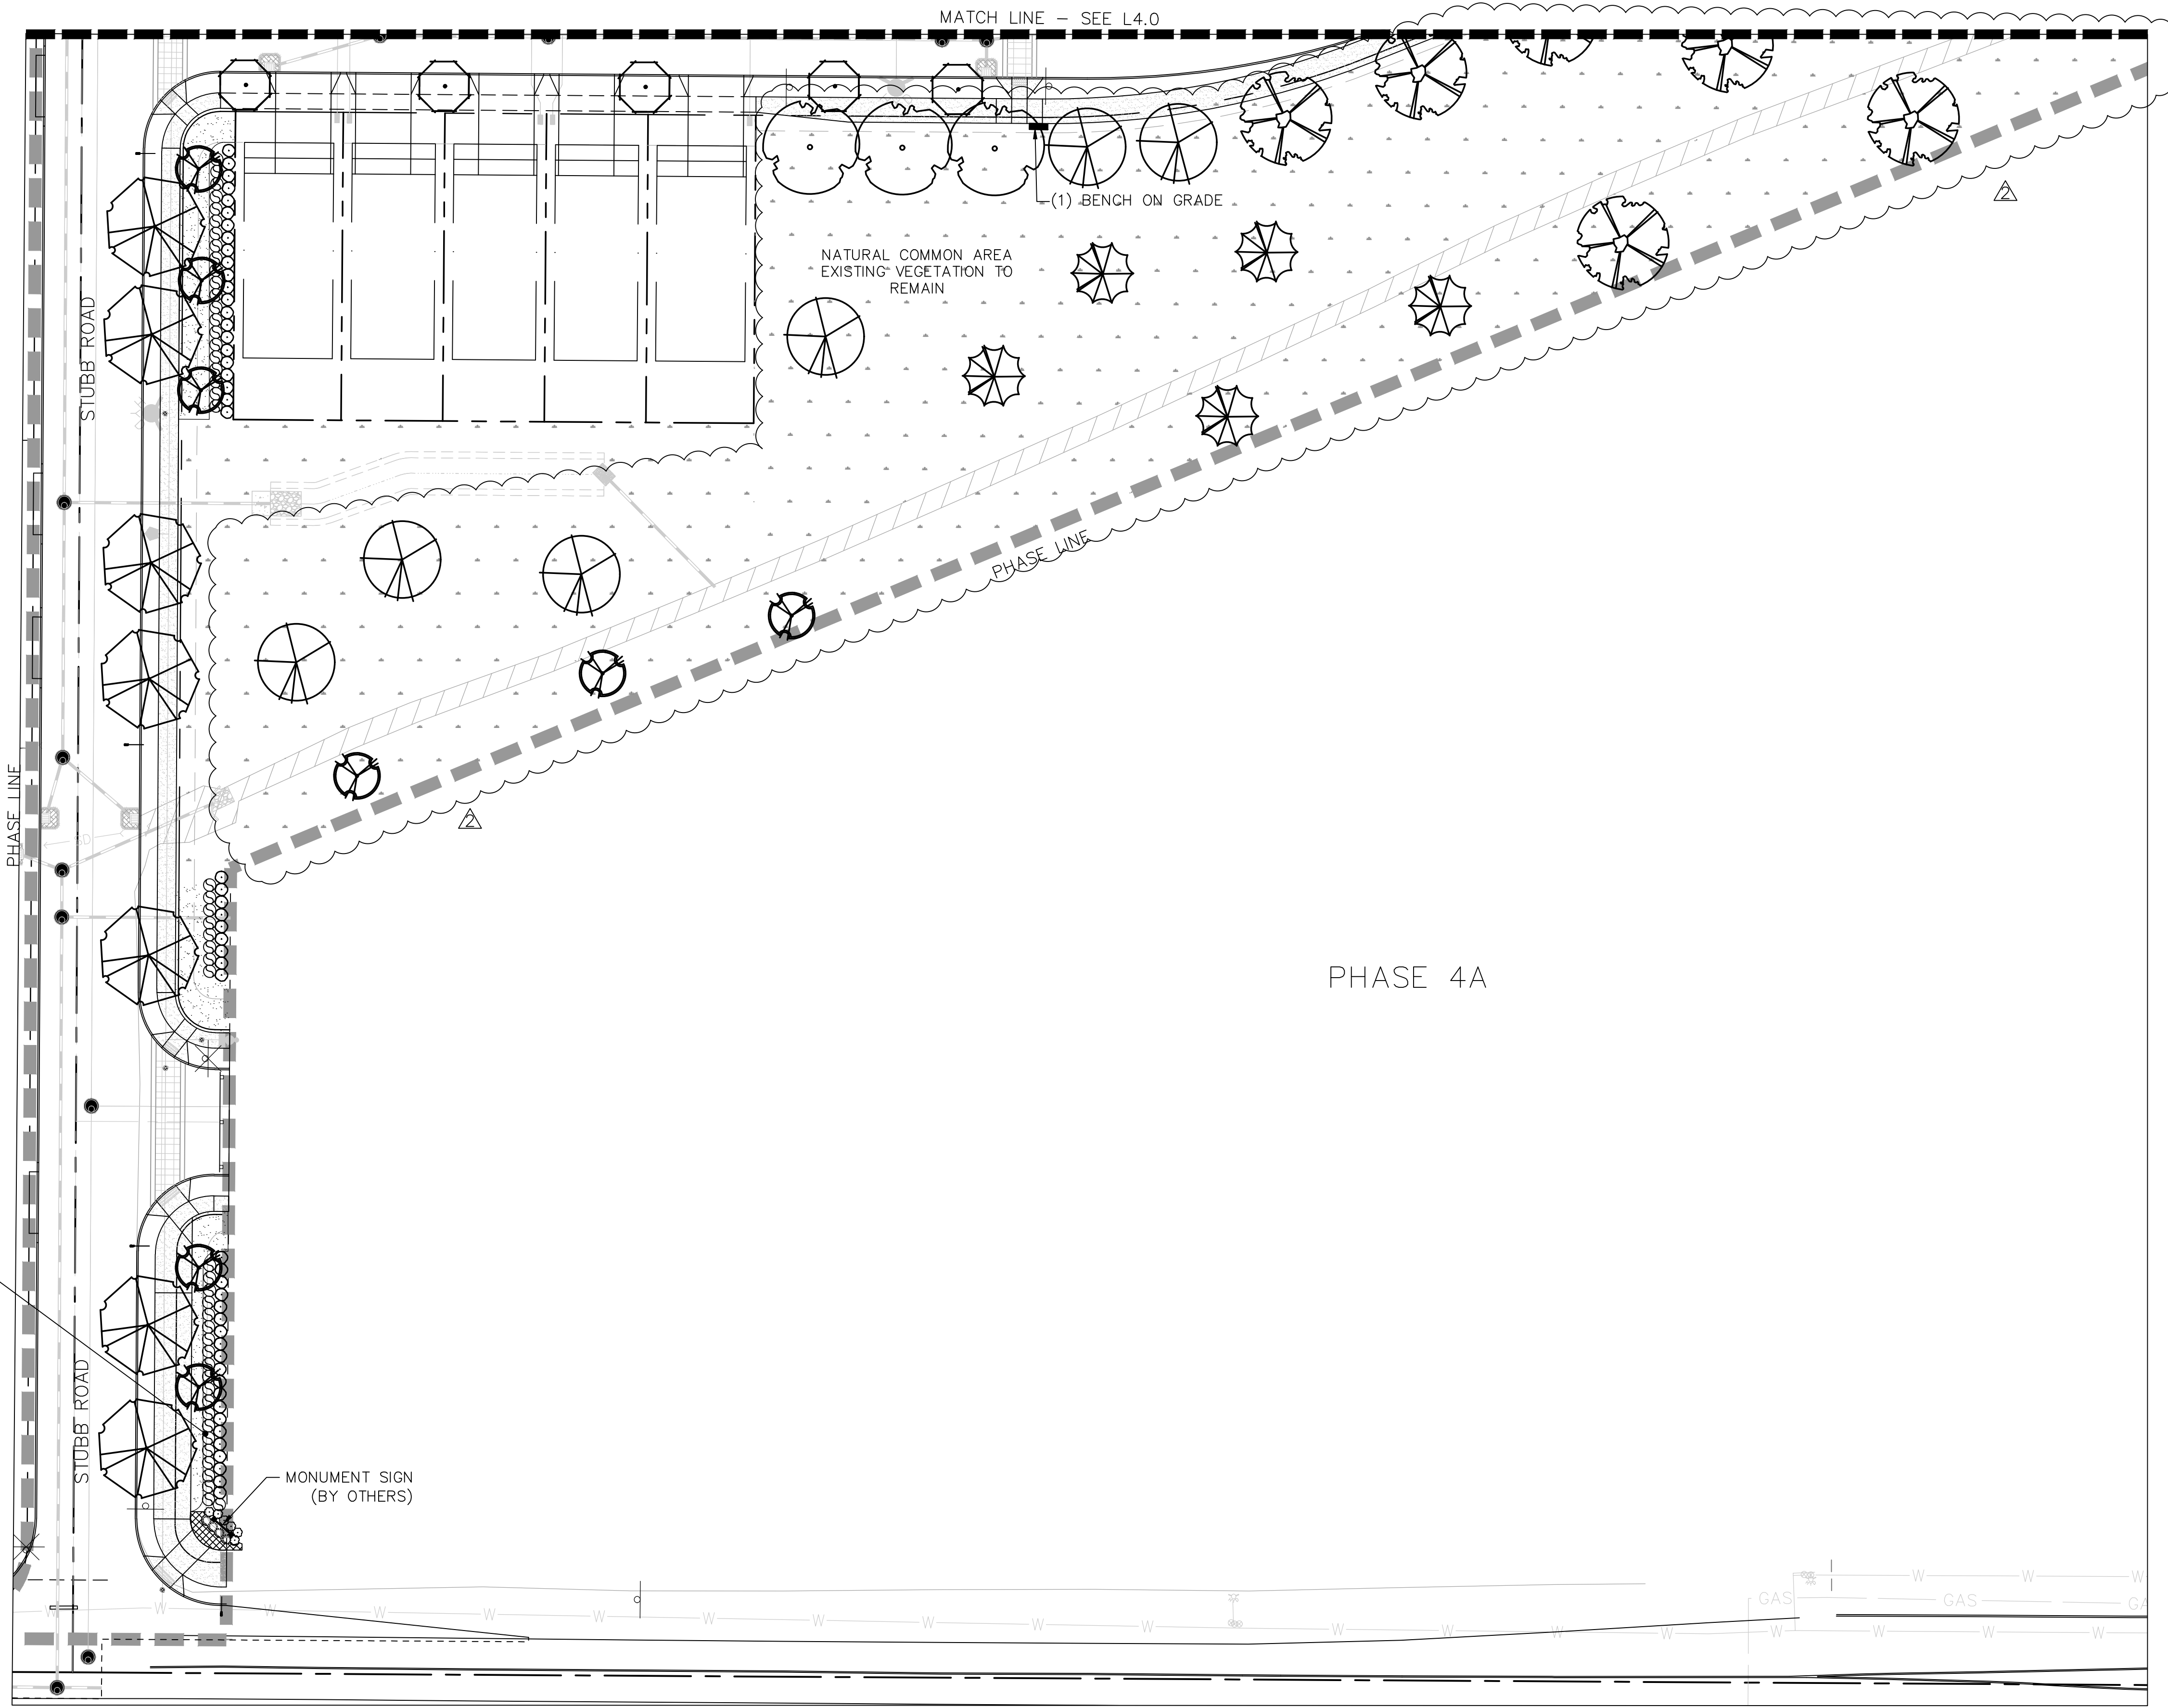 MATCH LINE - SEE L4.0
(1) BENCH ON GRADE
2
NATURAL COMMON AREA
EXISTING VEGETATION TO
REMAIN
STUBB ROAD
PHASE LINE
PHASE LINE
2
PHASE 4A
STUBB ROAD
MONUMENT SIGN
(BY OTHERS)
W W W
GAS GAS GA
W W W W W W W W W W W W W W W W W W W